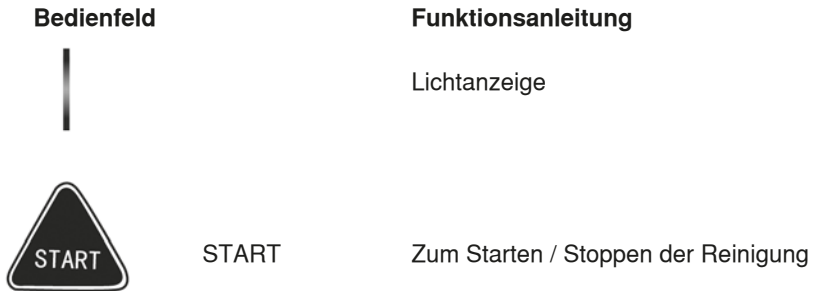 Bedienfeld Funktionsanleitung
Lichtanzeige
START START Zum Starten / Stoppen der Reinigung